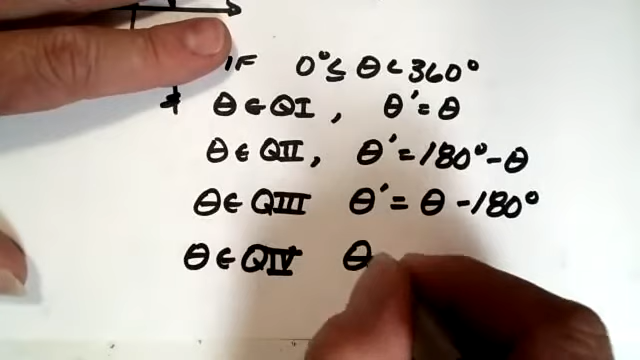 IF 0° ≤ θ < 360°
θ ∈ QI, θ' = θ
θ ∈ QII, θ' = 180° - θ
θ ∈ QIII θ' = θ - 180°
θ ∈ QIV θ